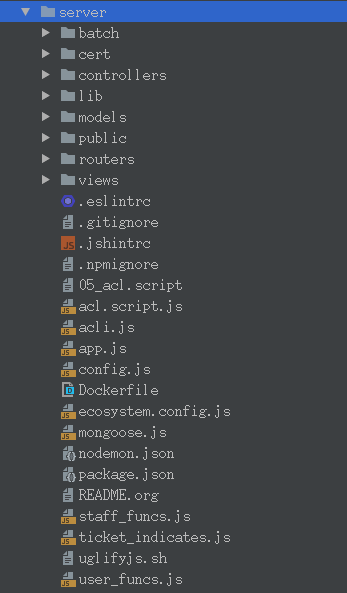 server
batch
cert
controllers
lib
models
public
routers
views
.eslintrc
.gitignore
.jshintrc
.npmignore
05_acl.script
acl.script.js
acli.js
app.js
config.js
Dockerfile
ecosystem.config.js
mongoose.js
nodemon.json
package.json
README.org
staff_funcs.js
ticket_indicates.js
uglifyjs.sh
user_funcs.js